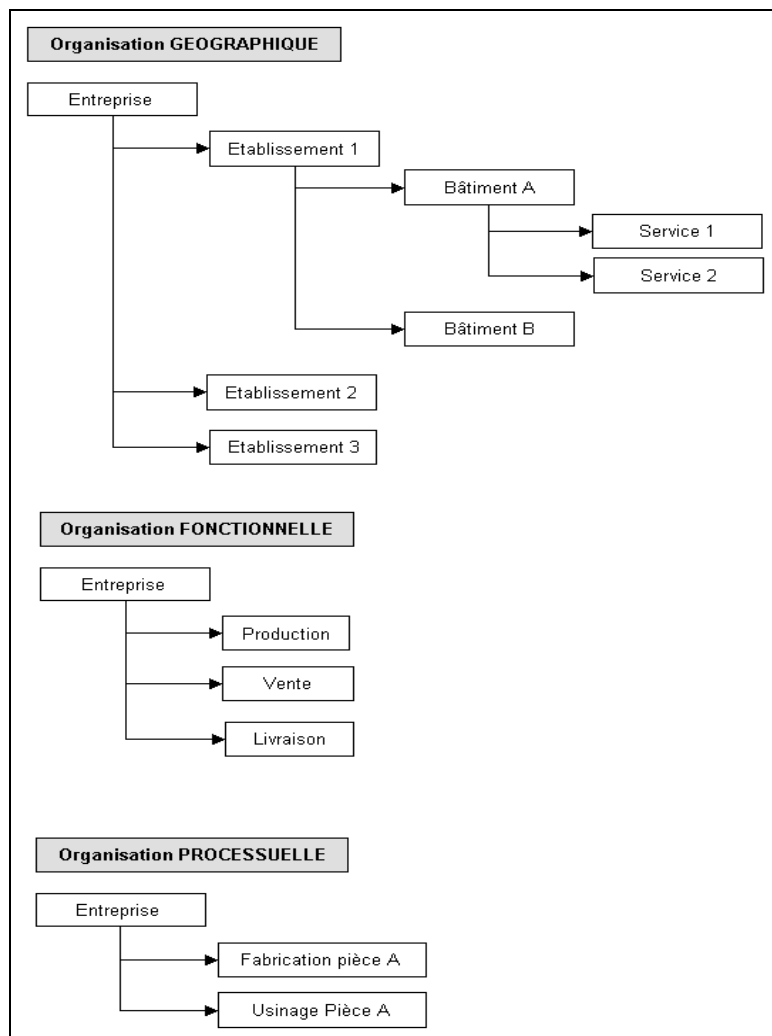 Organisation GEOGRAPHIQUE
Entreprise
Etablissement 1
Bâtiment A
Service 1
Service 2
Bâtiment B
Etablissement 2
Etablissement 3
Organisation FONCTIONNELLE
Entreprise
Production
Vente
Livraison
Organisation PROCESSUELLE
Entreprise
Fabrication pièce A
Usinage Pièce A